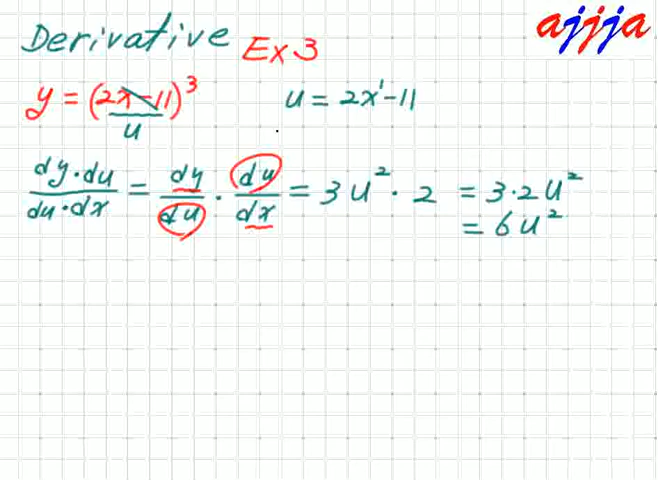 Derivative Ex 3
ajjja
y = (2x-11)³ u = 2x¹-11
u
dy·du/du·dx = dy/du · du/dx = 3u² · 2 = 3·2u²
= 6u²